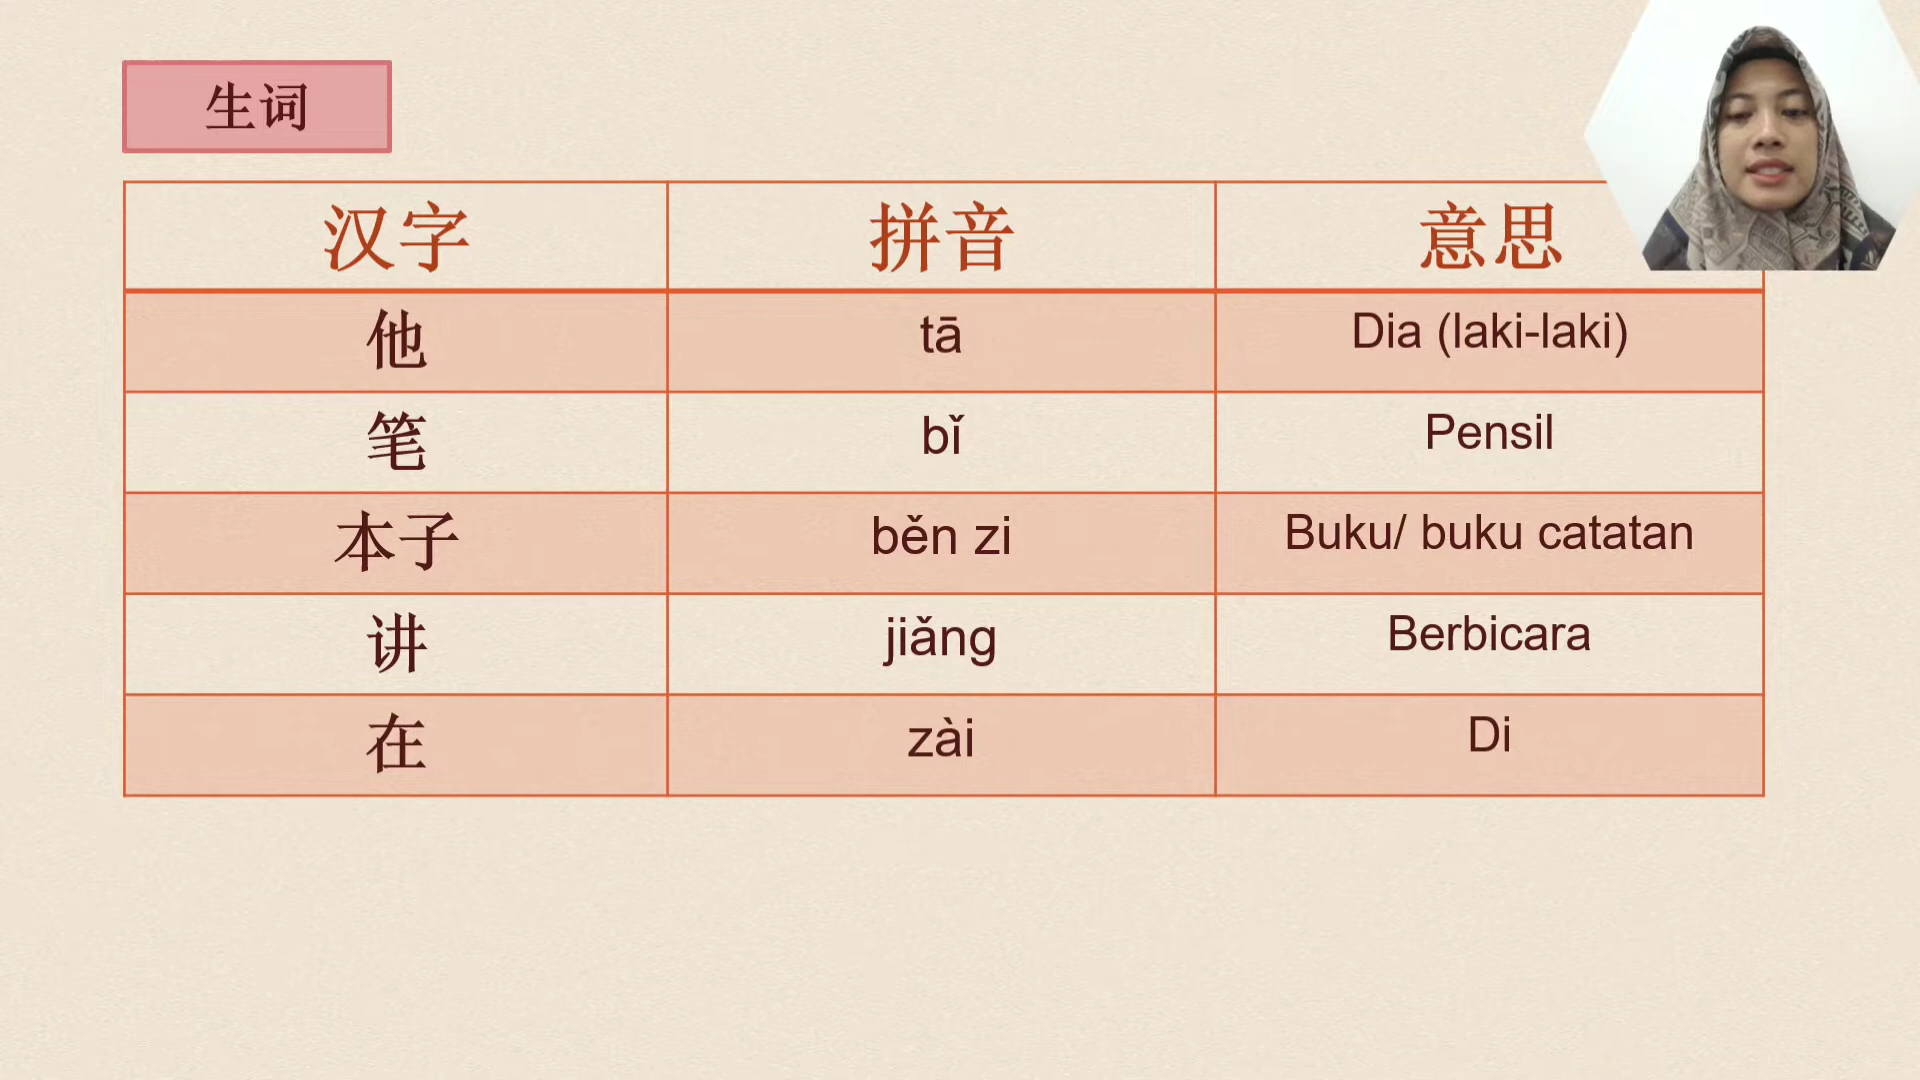 生词
汉字 拼音 意思
他 tā Dia (laki-laki)
笔 bǐ Pensil
本子 běn zi Buku/ buku catatan
讲 jiǎng Berbicara
在 zài Di